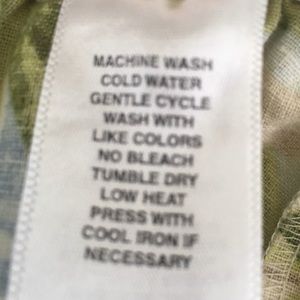 MACHINE WASH
COLD WATER
GENTLE CYCLE
WASH WITH
LIKE COLORS
NO BLEACH
TUMBLE DRY
LOW HEAT
PRESS WITH
COOL IRON IF
NECESSARY